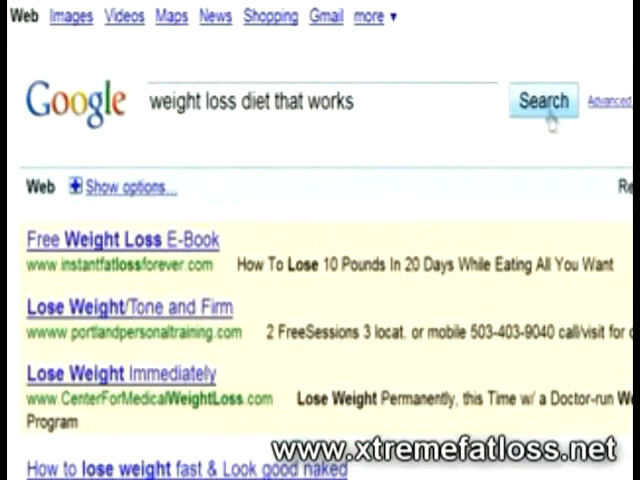 Web Images Videos Maps News Shopping Gmail more ▼
Google weight loss diet that works Search Advanced
Web + Show options... Re
Free Weight Loss E-Book
www.instantfatlossforever.com How To Lose 10 Pounds In 20 Days While Eating All You Want
Lose Weight/Tone and Firm
wwww.portlandpersonaltraining.com 2 FreeSessions 3 locat. or mobile 503-403-9040 call/visit for
Lose Weight Immediately
www.CenterForMedicalWeightLoss.com Lose Weight Permanently, this Time w/ a Doctor-run We
Program
www.xtremefatloss.net
How to lose weight fast & Look good naked